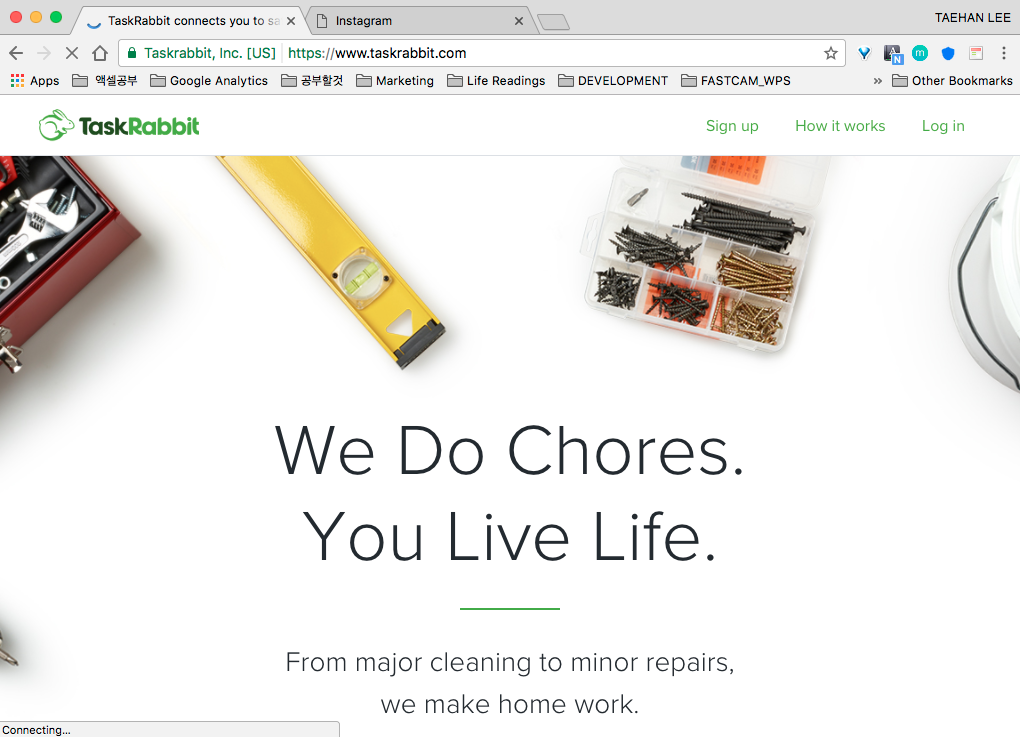 TaskRabbit connects you to sa
Instagram
TAEHAN LEE
Taskrabbit, Inc. [US]
https://www.taskrabbit.com
N
m
Apps
액셀공부
Google Analytics
공부할것
Marketing
Life Readings
DEVELOPMENT
FASTCAM_WPS
»
Other Bookmarks
TaskRabbit
Sign up
How it works
Log in
We Do Chores.
You Live Life.
From major cleaning to minor repairs,
we make home work.
Connecting...